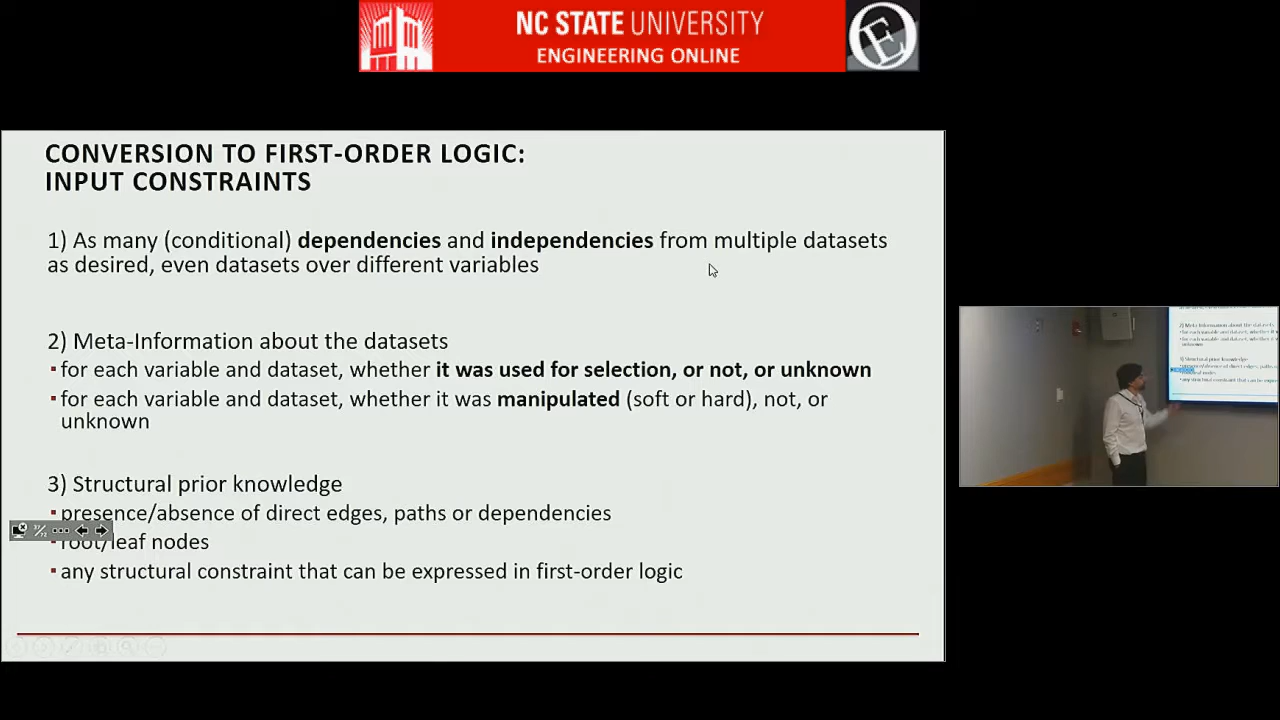 NC STATE UNIVERSITY
ENGINEERING ONLINE
CONVERSION TO FIRST-ORDER LOGIC:
INPUT CONSTRAINTS
1) As many (conditional) dependencies and independencies from multiple datasets
as desired, even datasets over different variables
2) Meta-Information about the datasets
▪for each variable and dataset, whether it was used for selection, or not, or unknown
▪for each variable and dataset, whether it was manipulated (soft or hard), not, or
unknown
3) Structural prior knowledge
▪presence/absence of direct edges, paths or dependencies
▪root/leaf nodes
▪any structural constraint that can be expressed in first-order logic